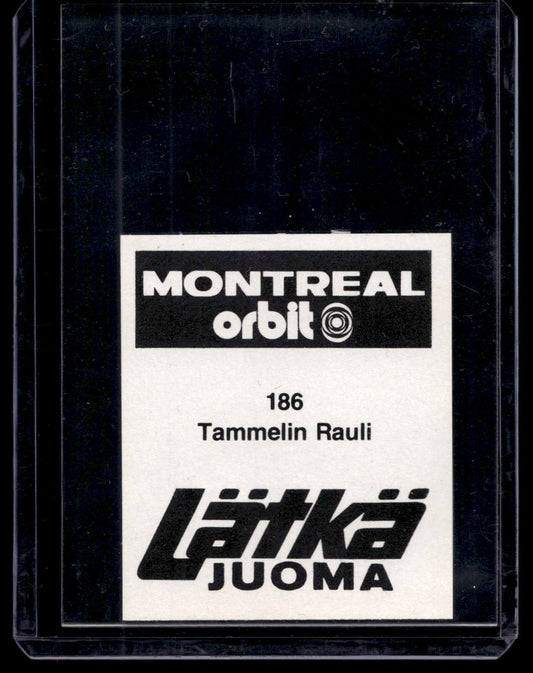 MONTREAL
orbit
186
Tammelin Rauli
Lätkä
JUOMA